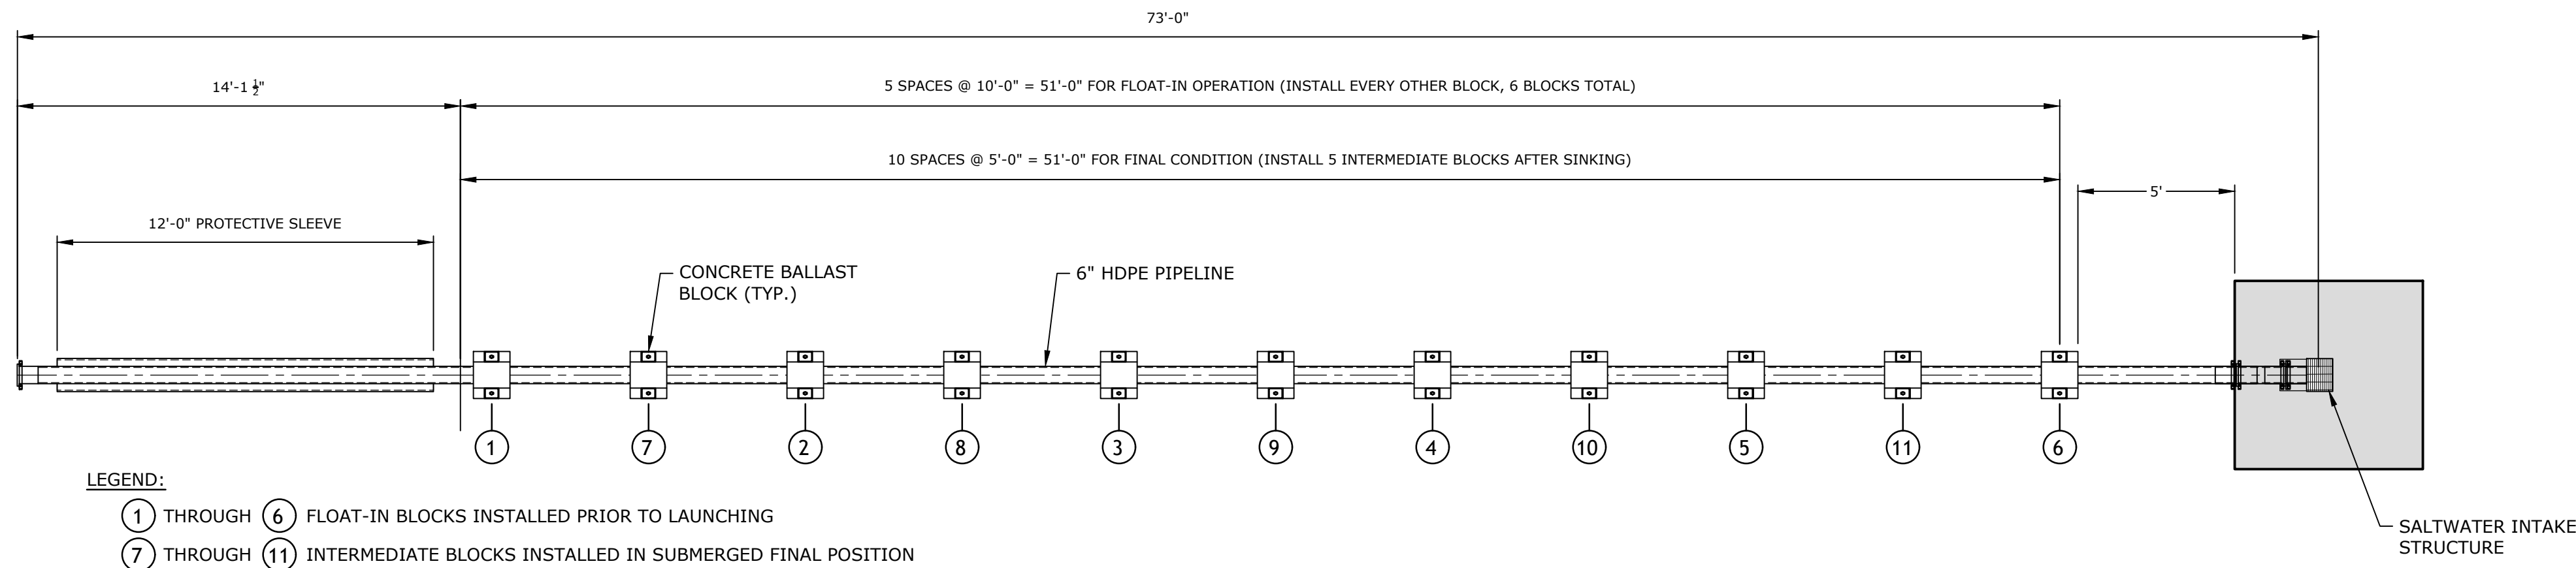 73'-0"
14'-1 1/2"
5 SPACES @ 10'-0" = 51'-0" FOR FLOAT-IN OPERATION (INSTALL EVERY OTHER BLOCK, 6 BLOCKS TOTAL)
10 SPACES @ 5'-0" = 51'-0" FOR FINAL CONDITION (INSTALL 5 INTERMEDIATE BLOCKS AFTER SINKING)
5'
12'-0" PROTECTIVE SLEEVE
CONCRETE BALLAST
BLOCK (TYP.)
6" HDPE PIPELINE
1 7 2 8 3 9 4 10 5 11 6
LEGEND:
1 THROUGH 6 FLOAT-IN BLOCKS INSTALLED PRIOR TO LAUNCHING
7 THROUGH 11 INTERMEDIATE BLOCKS INSTALLED IN SUBMERGED FINAL POSITION
SALTWATER INTAKE
STRUCTURE